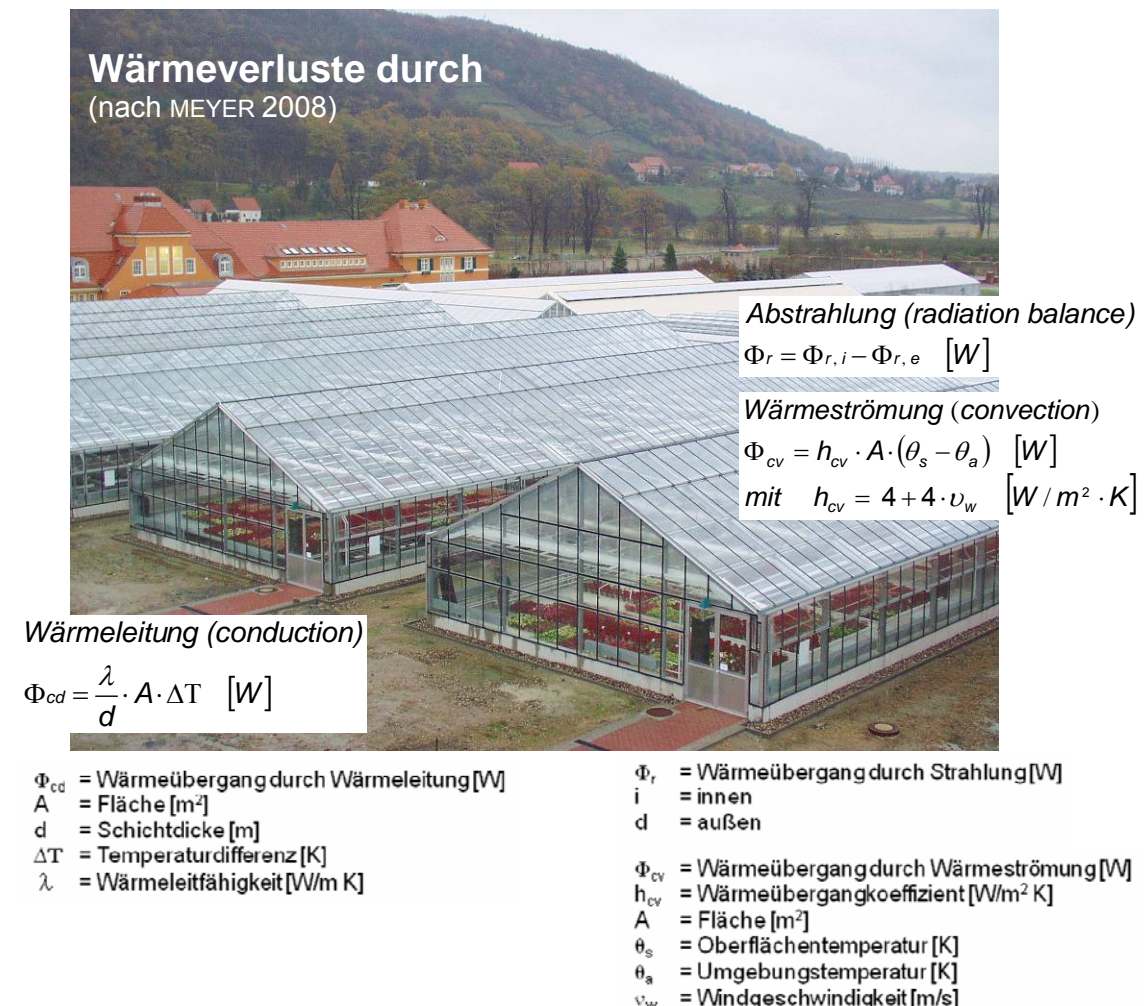 Wärmeverluste durch
(nach MEYER 2008)
Abstrahlung (radiation balance)
Φr = Φr, i − Φr, e [W]
Wärmeströmung (convection)
Φcv = hcv · A · (θs − θa) [W]
mit hcv = 4 + 4 · υw [W / m² · K]
Wärmeleitung (conduction)
Φcd = λ/d · A · ΔT [W]
Φcd = Wärmeübergang durch Wärmeleitung [W]
A = Fläche [m²]
d = Schichtdicke [m]
ΔT = Temperaturdifferenz [K]
λ = Wärmeleitfähigkeit [W/m K]
Φr = Wärmeübergang durch Strahlung [W]
i = innen
d = außen
Φcv = Wärmeübergang durch Wärmeströmung [W]
hcv = Wärmeübergangkoeffizient [W/m² K]
A = Fläche [m²]
θs = Oberflächentemperatur [K]
θa = Umgebungstemperatur [K]
νw = Windgeschwindigkeit [m/s]